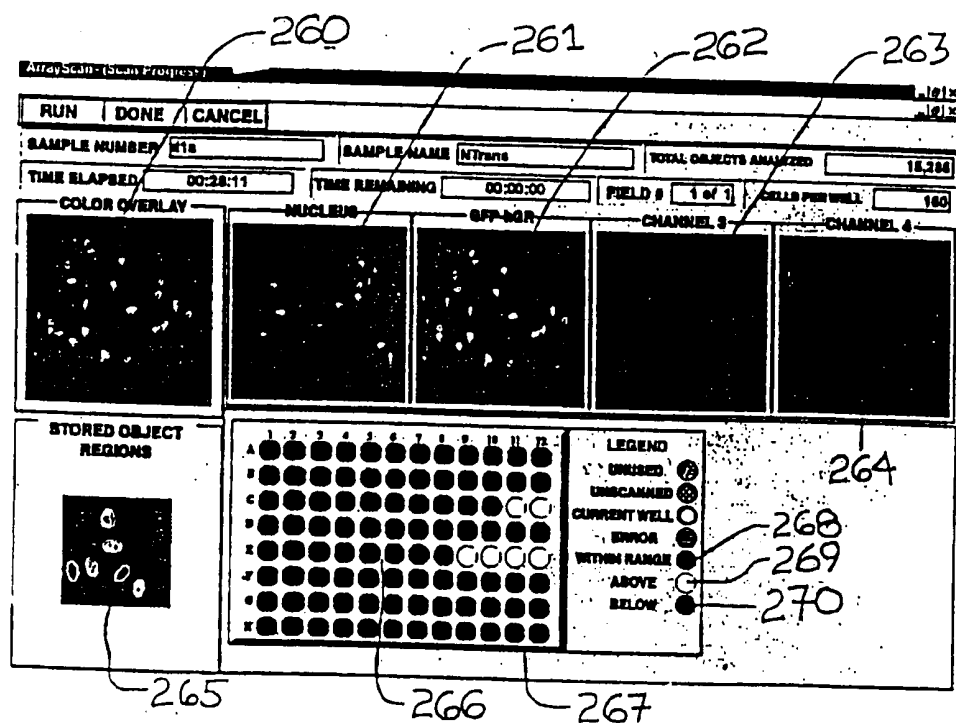 260 261 262 263
ArrayScan - (Scan Progress)
RUN DONE CANCEL
SAMPLE NUMBER SAMPLE NAME NTrans TOTAL OBJECTS ANALYZED
TIME ELAPSED 00:28:11 TIME REMAINING 00:00:00 FIELD # 1 of 1 CELLS PER WELL 160
COLOR OVERLAY NUCLEUS GFP-hGR CHANNEL 3 CHANNEL 4
264
STORED OBJECT
REGIONS
1 2 3 4 5 6 7 8 9 10 11 12
A
B
C
D
E
F
G
H
LEGEND
UNUSED
UNSCANNED
CURRENT WELL
ERROR
WITHIN RANGE 268
ABOVE 269
BELOW 270
265 266 267